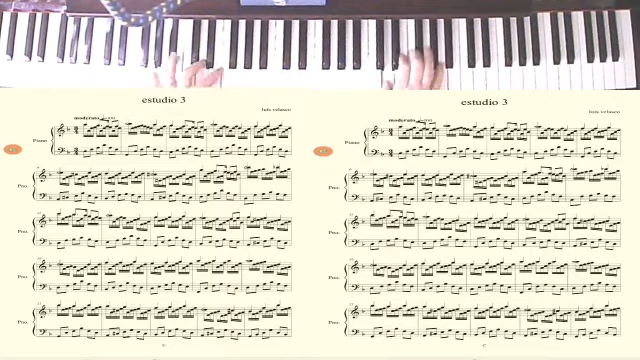 estudio 3
estudio 3
luis velasco
luis velasco
moderato
moderato
Piano
Piano
Pno.
Pno.
Pno.
Pno.
Pno.
Pno.
Pno.
Pno.